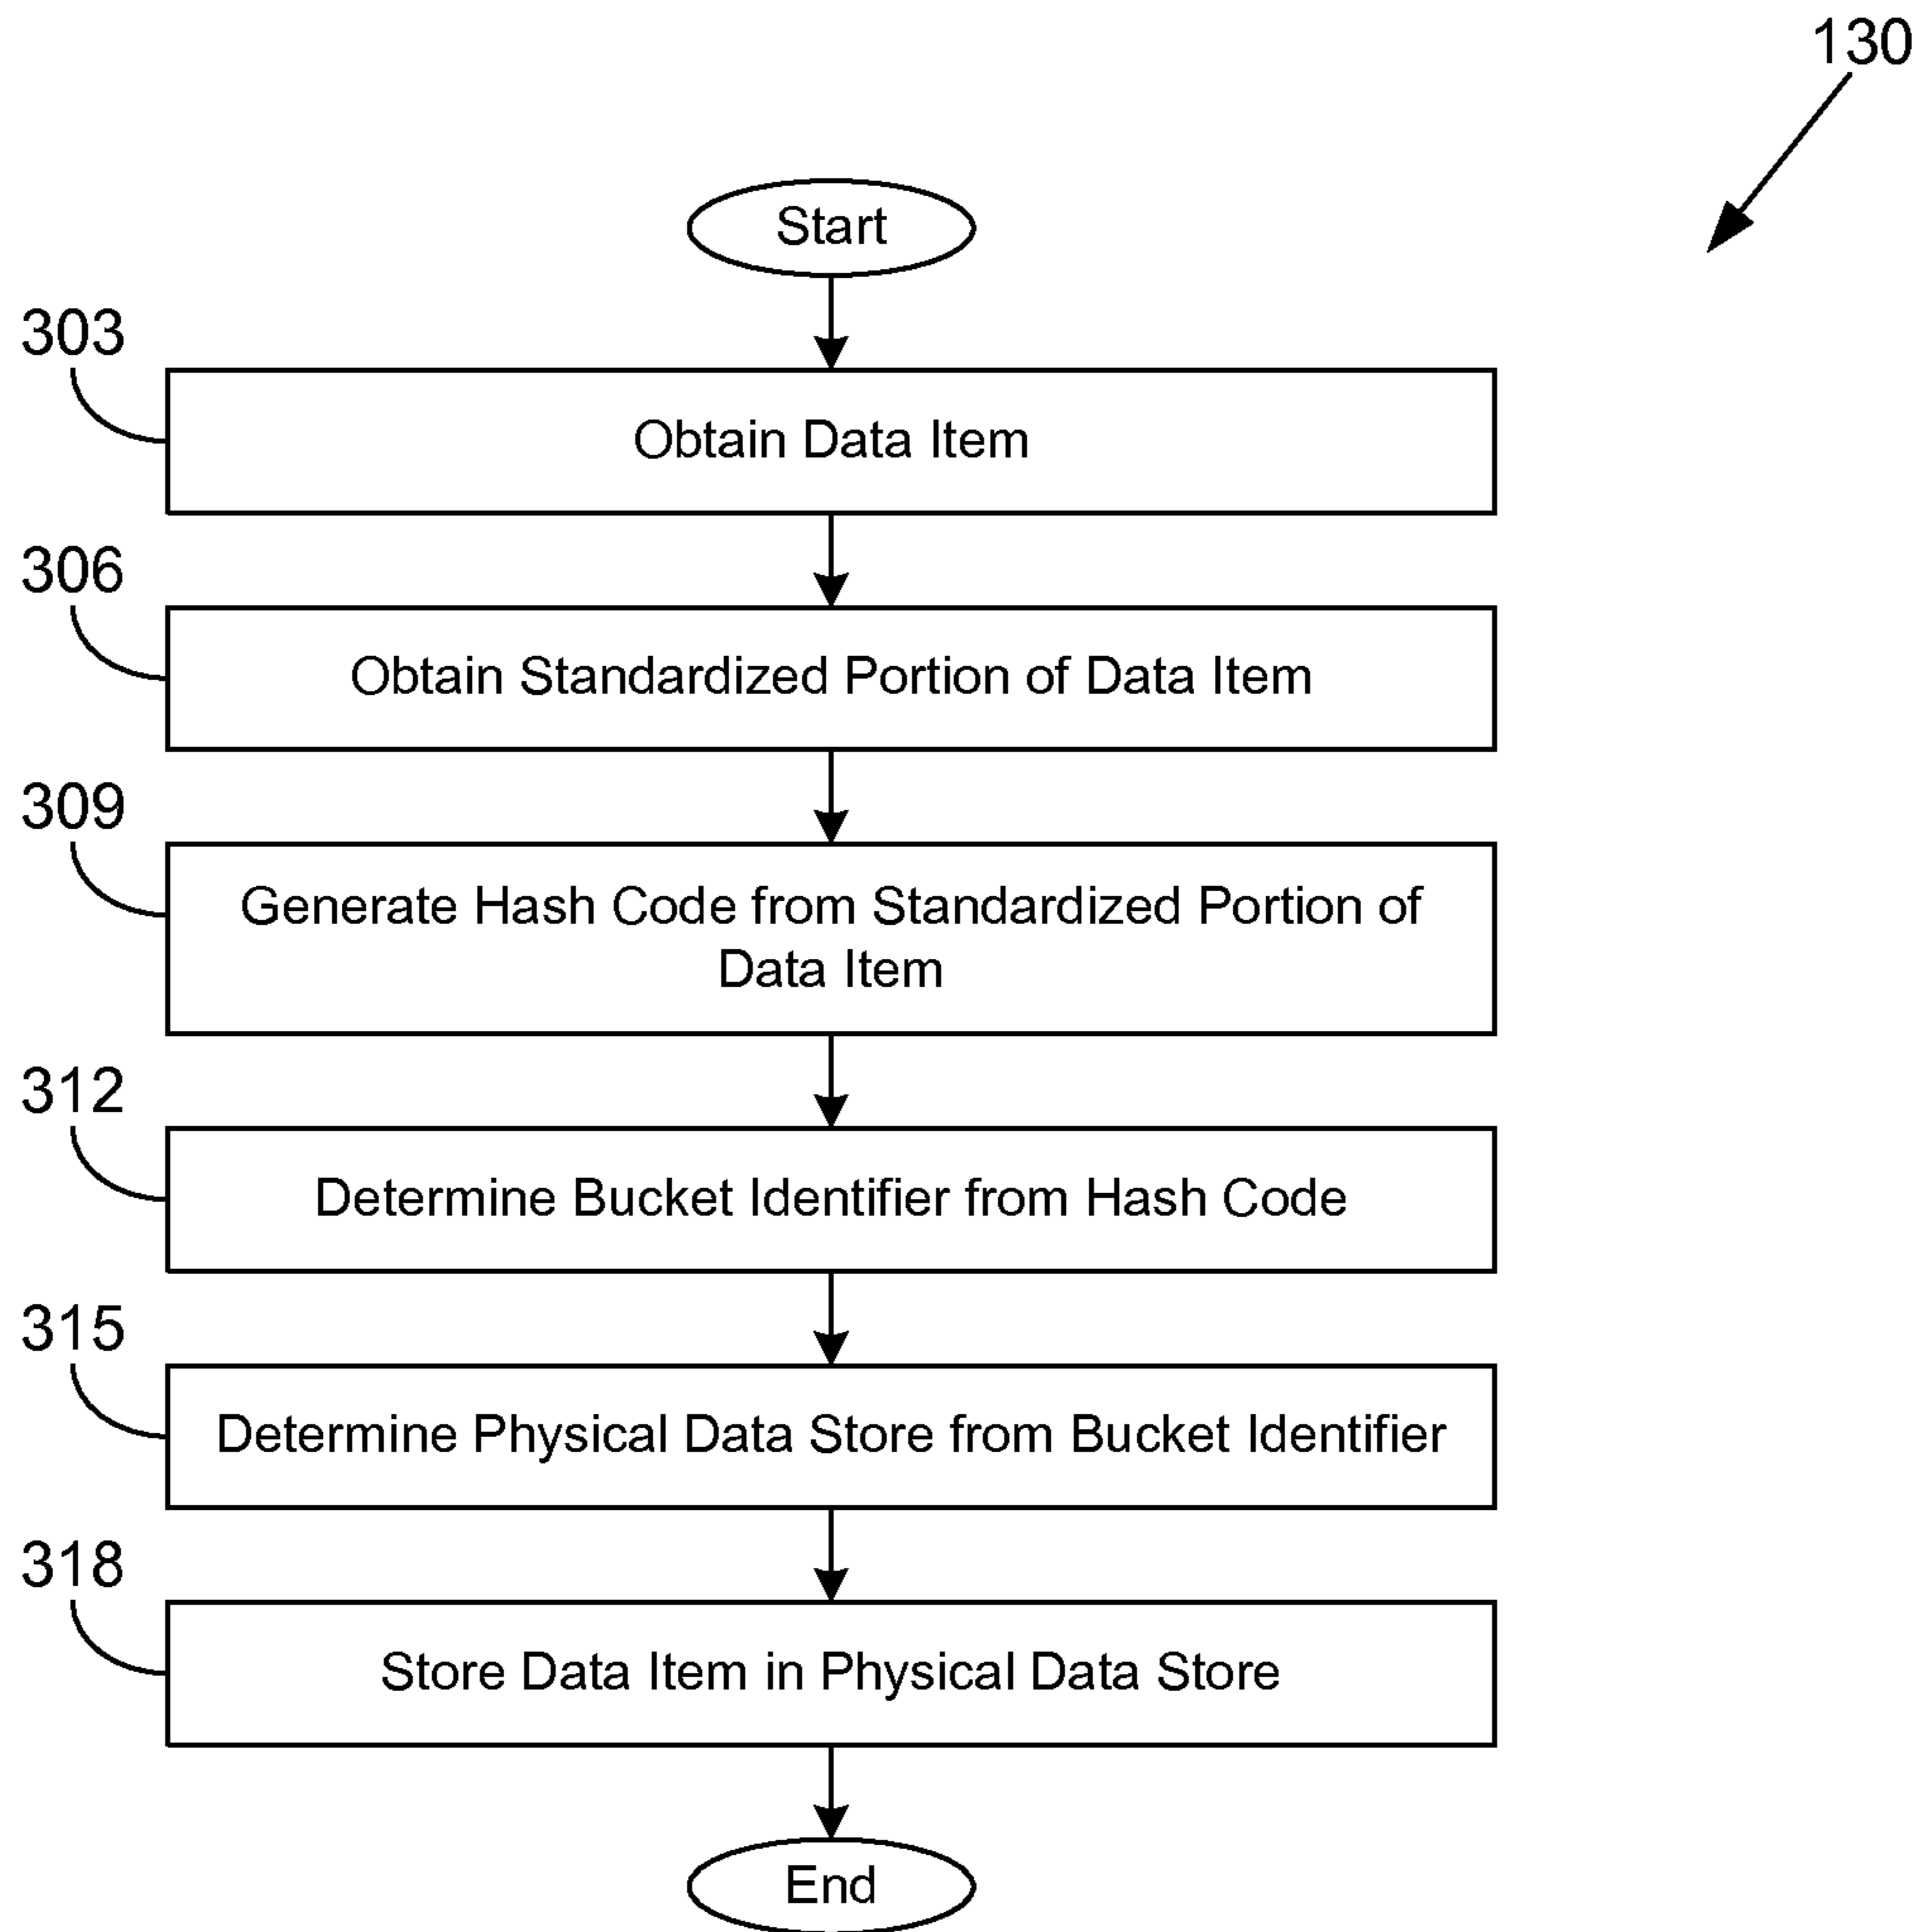 130
Start
303
Obtain Data Item
306
Obtain Standardized Portion of Data Item
309
Generate Hash Code from Standardized Portion of
Data Item
312
Determine Bucket Identifier from Hash Code
315
Determine Physical Data Store from Bucket Identifier
318
Store Data Item in Physical Data Store
End